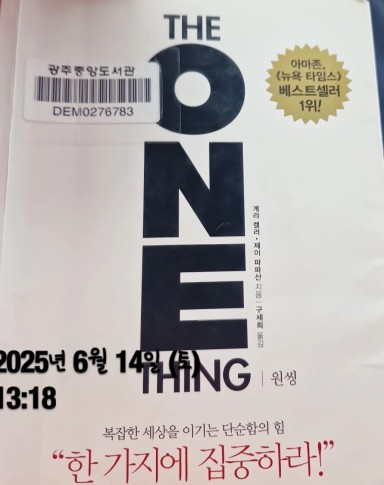 THE
ONE
THING | 원씽
광주중앙도서관
DEM0276783
아마존,
《뉴욕 타임스》
베스트셀러
1위!
게리 켈러·제이 파파산 지음 | 구세희 옮김
2025년 6월 14일 (토)
13:18
복잡한 세상을 이기는 단순함의 힘
“한 가지에 집중하라!”